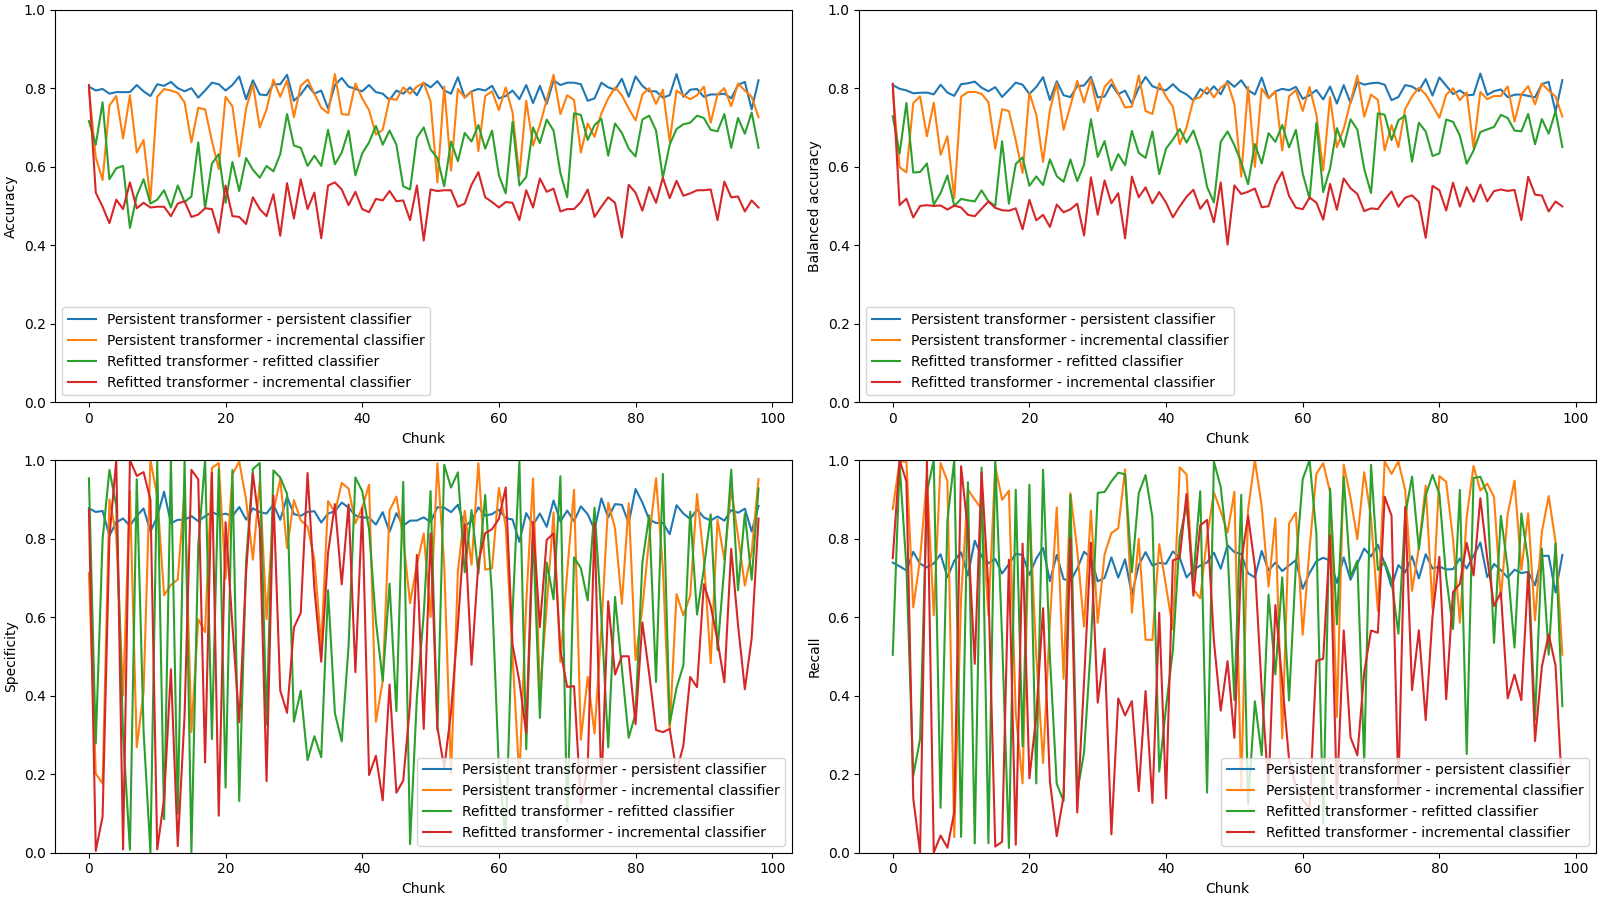 1.0
0.8
0.6
0.4
0.2
0.0
Accuracy
Persistent transformer - persistent classifier
Persistent transformer - incremental classifier
Refitted transformer - refitted classifier
Refitted transformer - incremental classifier
0 20 40 60 80 100
Chunk
1.0
0.8
0.6
0.4
0.2
0.0
Balanced accuracy
Persistent transformer - persistent classifier
Persistent transformer - incremental classifier
Refitted transformer - refitted classifier
Refitted transformer - incremental classifier
0 20 40 60 80 100
Chunk
1.0
0.8
0.6
0.4
0.2
0.0
Specificity
Persistent transformer - persistent classifier
Persistent transformer - incremental classifier
Refitted transformer - refitted classifier
Refitted transformer - incremental classifier
0 20 40 60 80 100
Chunk
1.0
0.8
0.6
0.4
0.2
0.0
Recall
Persistent transformer - persistent classifier
Persistent transformer - incremental classifier
Refitted transformer - refitted classifier
Refitted transformer - incremental classifier
0 20 40 60 80 100
Chunk